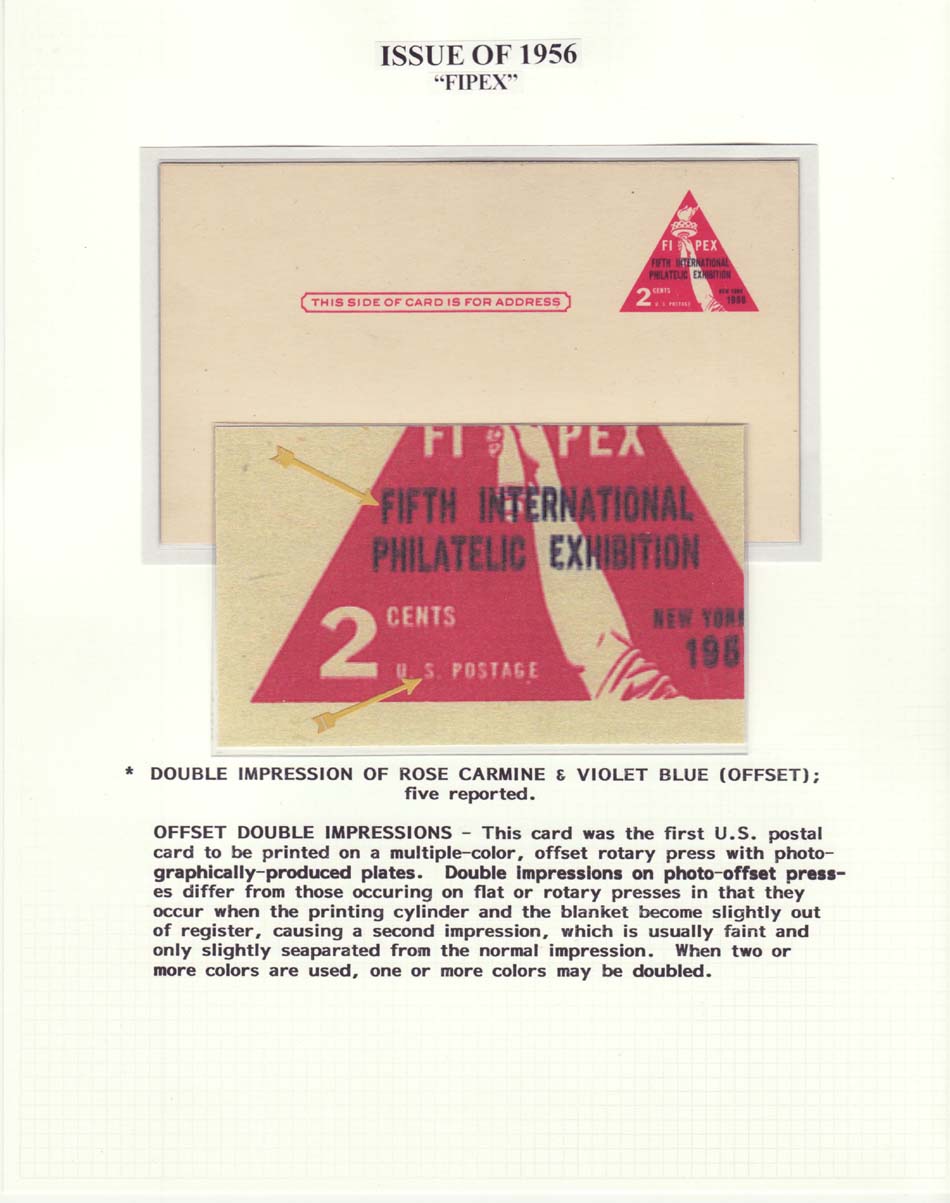 ISSUE OF 1956
“FIPEX”
FI PEX
FIFTH INTERNATIONAL
PHILATELIC EXHIBITION
2 CENTS
U. S. POSTAGE
NEW YORK
1956
THIS SIDE OF CARD IS FOR ADDRESS
FI PEX
FIFTH INTERNATIONAL
PHILATELIC EXHIBITION
2 CENTS
U. S. POSTAGE
NEW YORK
195
* DOUBLE IMPRESSION OF ROSE CARMINE & VIOLET BLUE (OFFSET);
five reported.
OFFSET DOUBLE IMPRESSIONS – This card was the first U.S. postal
card to be printed on a multiple-color, offset rotary press with photo-
graphically-produced plates. Double impressions on photo-offset press-
es differ from those occuring on flat or rotary presses in that they
occur when the printing cylinder and the blanket become slightly out
of register, causing a second impression, which is usually faint and
only slightly seaparated from the normal impression. When two or
more colors are used, one or more colors may be doubled.